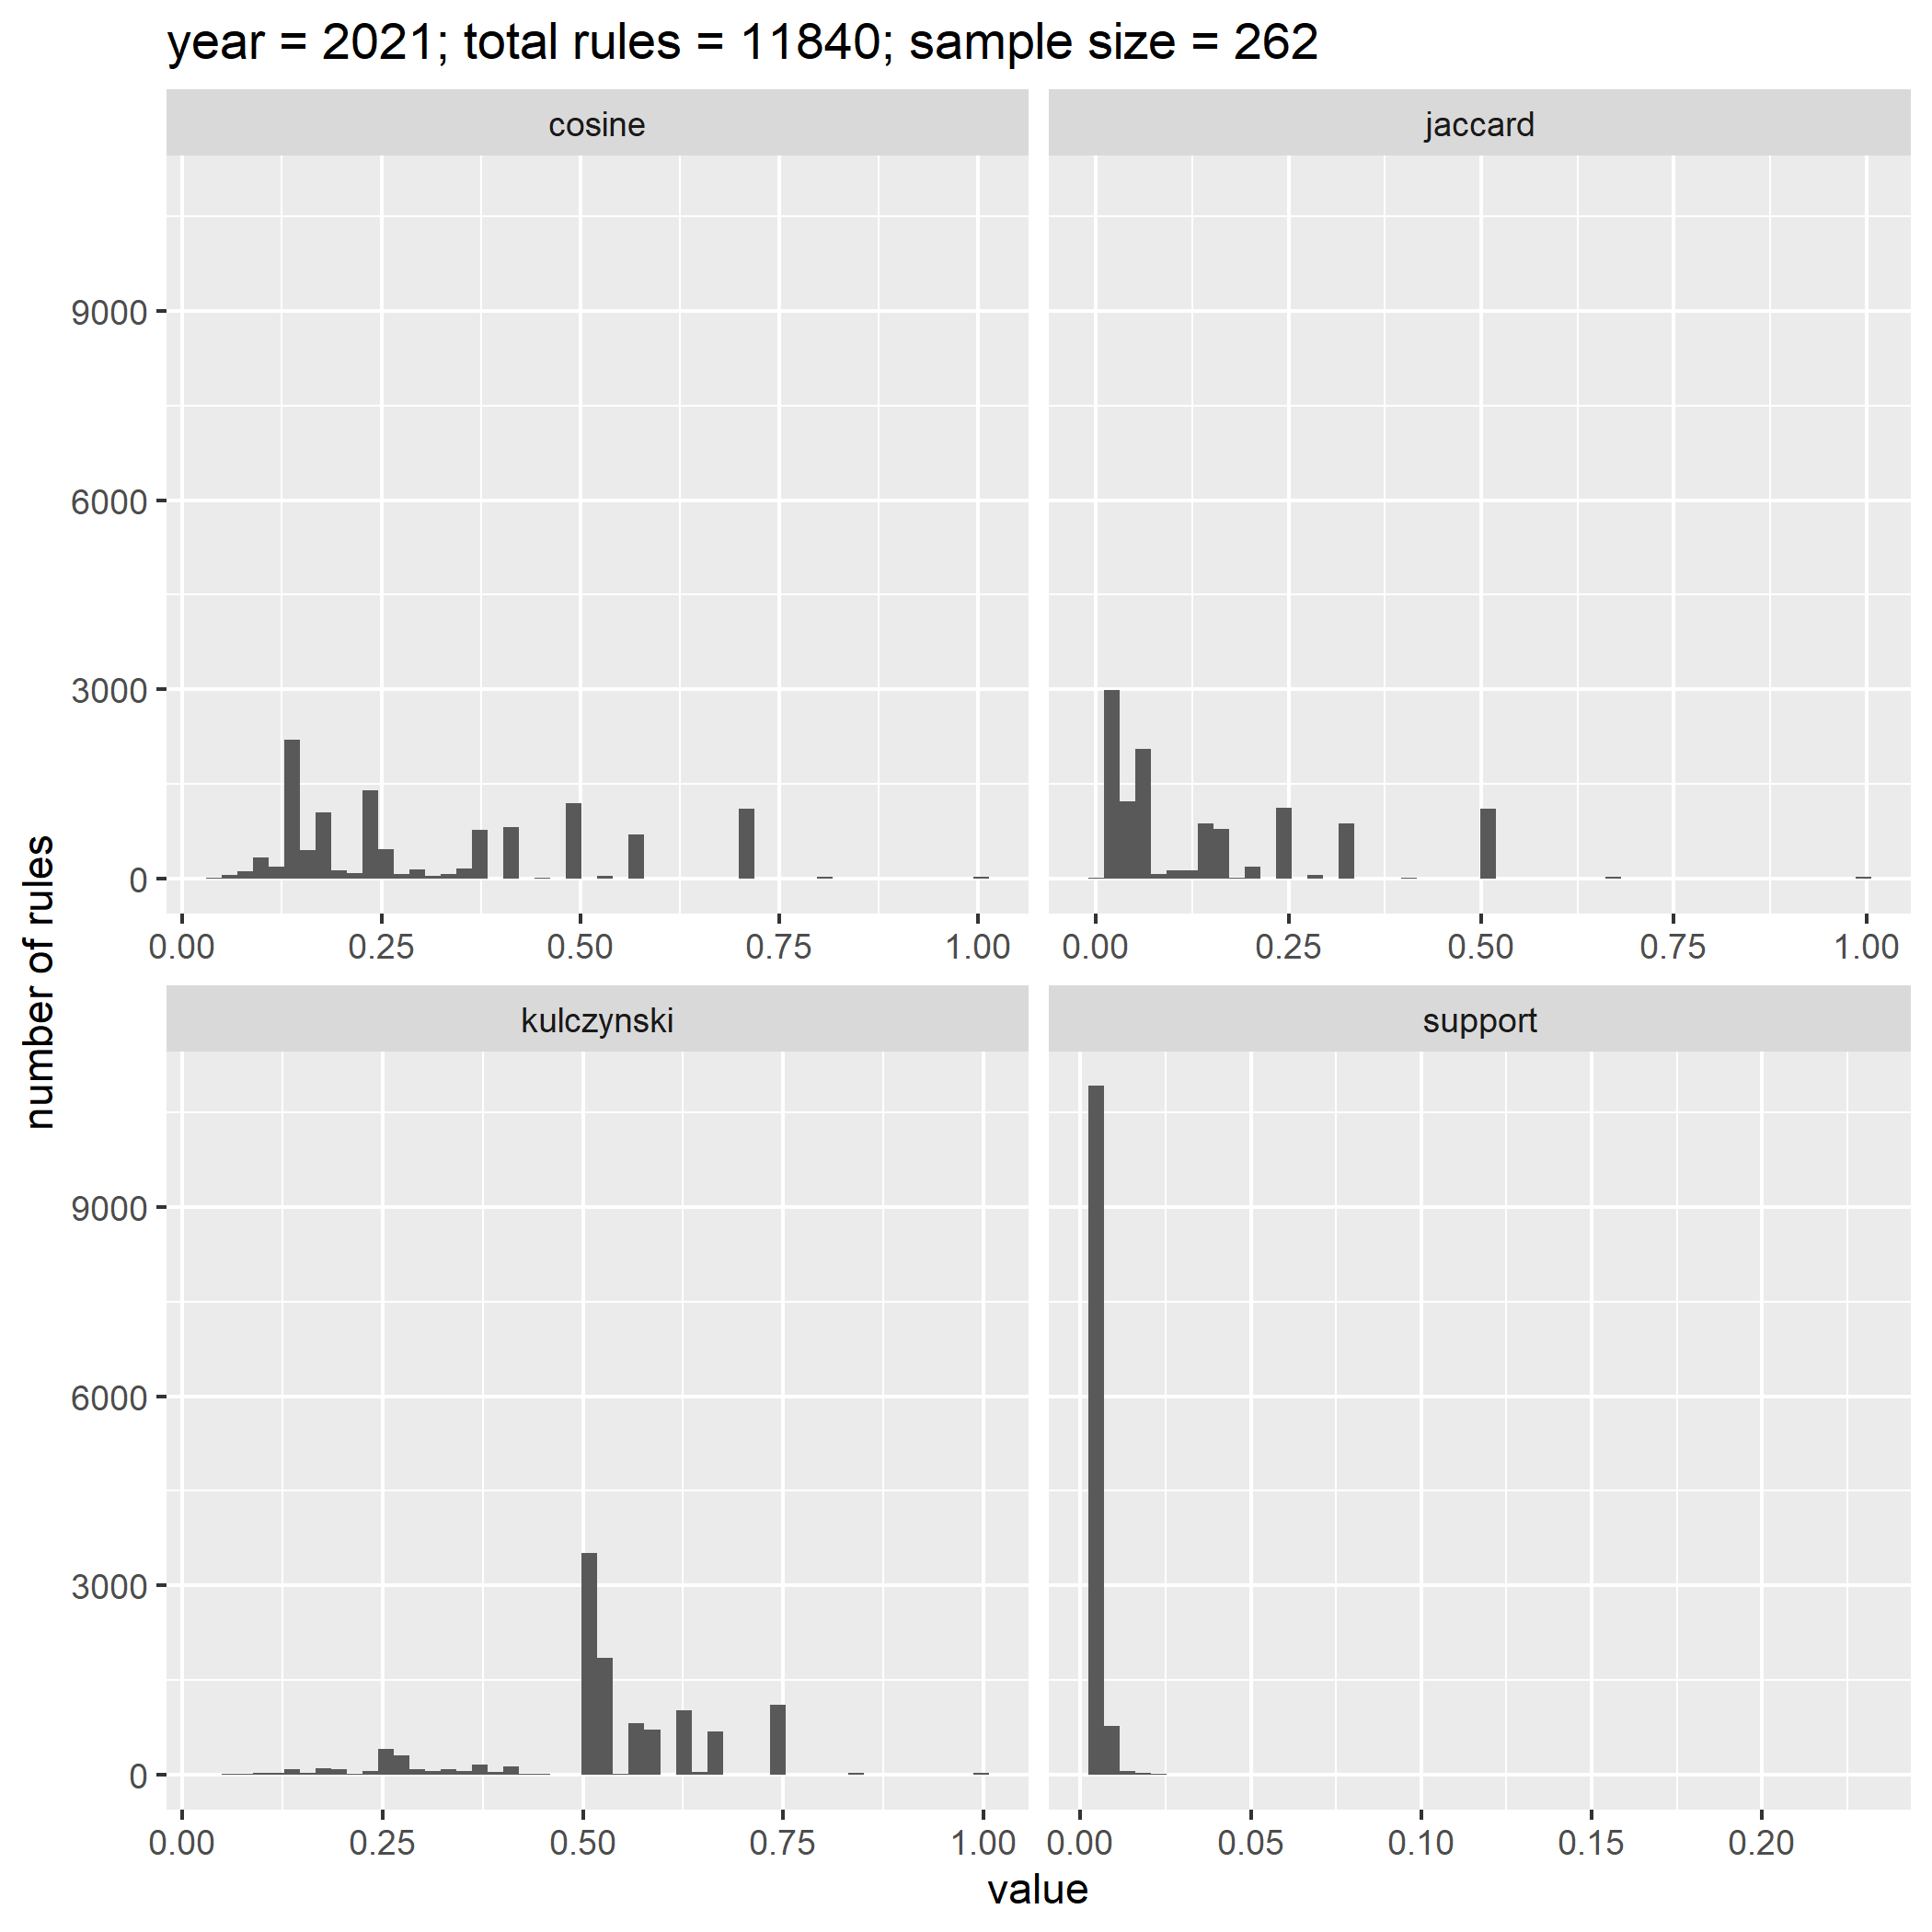 year = 2021; total rules = 11840; sample size = 262
cosine
jaccard
9000
6000
3000
0
0.00 0.25 0.50 0.75 1.00
0.00 0.25 0.50 0.75 1.00
number of rules
kulczynski
support
9000
6000
3000
0
0.00 0.25 0.50 0.75 1.00
0.00 0.05 0.10 0.15 0.20
value